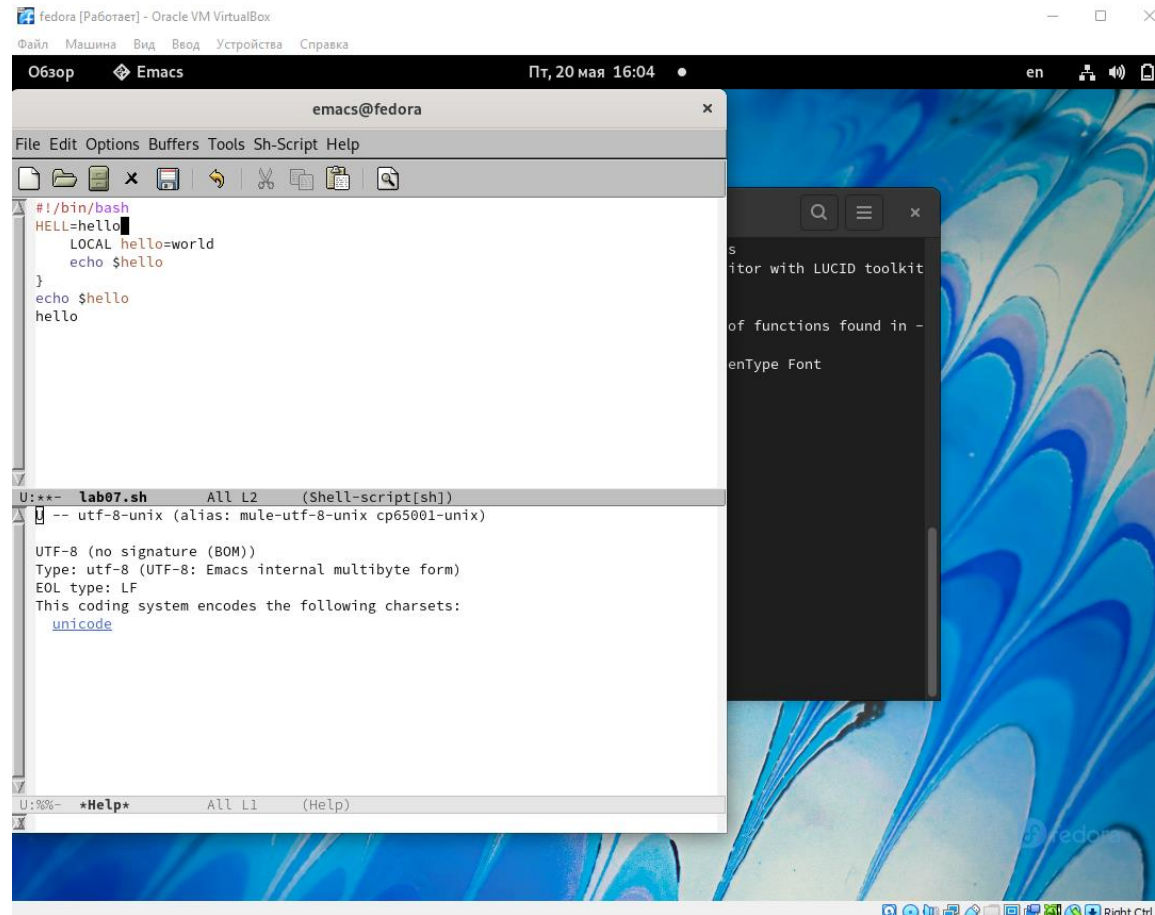 fedora [Работает] - Oracle VM VirtualBox
Файл Машина Вид Ввод Устройства Справка
Обзор Emacs Пт, 20 мая 16:04 en
emacs@fedora
File Edit Options Buffers Tools Sh-Script Help
#!/bin/bash
HELL=hello
LOCAL hello=world
echo $hello
}
echo $hello
hello
U:**- lab07.sh All L2 (Shell-script[sh])
U -- utf-8-unix (alias: mule-utf-8-unix cp65001-unix)
UTF-8 (no signature (BOM))
Type: utf-8 (UTF-8: Emacs internal multibyte form)
EOL type: LF
This coding system encodes the following charsets:
unicode
U:%%- *Help* All L1 (Help)
s
itor with LUCID toolkit
of functions found in -
enType Font
fedora
Right Ctrl